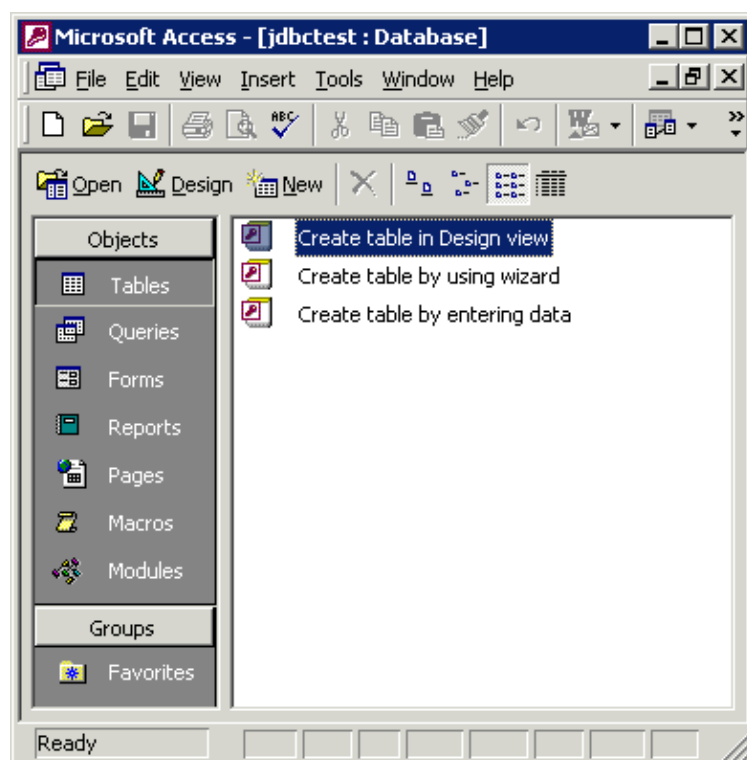 Microsoft Access - [jdbctest : Database]
File Edit View Insert Tools Window Help
ABC
W
Open Design New
Objects
Create table in Design view
Tables
Create table by using wizard
Queries
Create table by entering data
Forms
Reports
Pages
Macros
Modules
Groups
Favorites
Ready